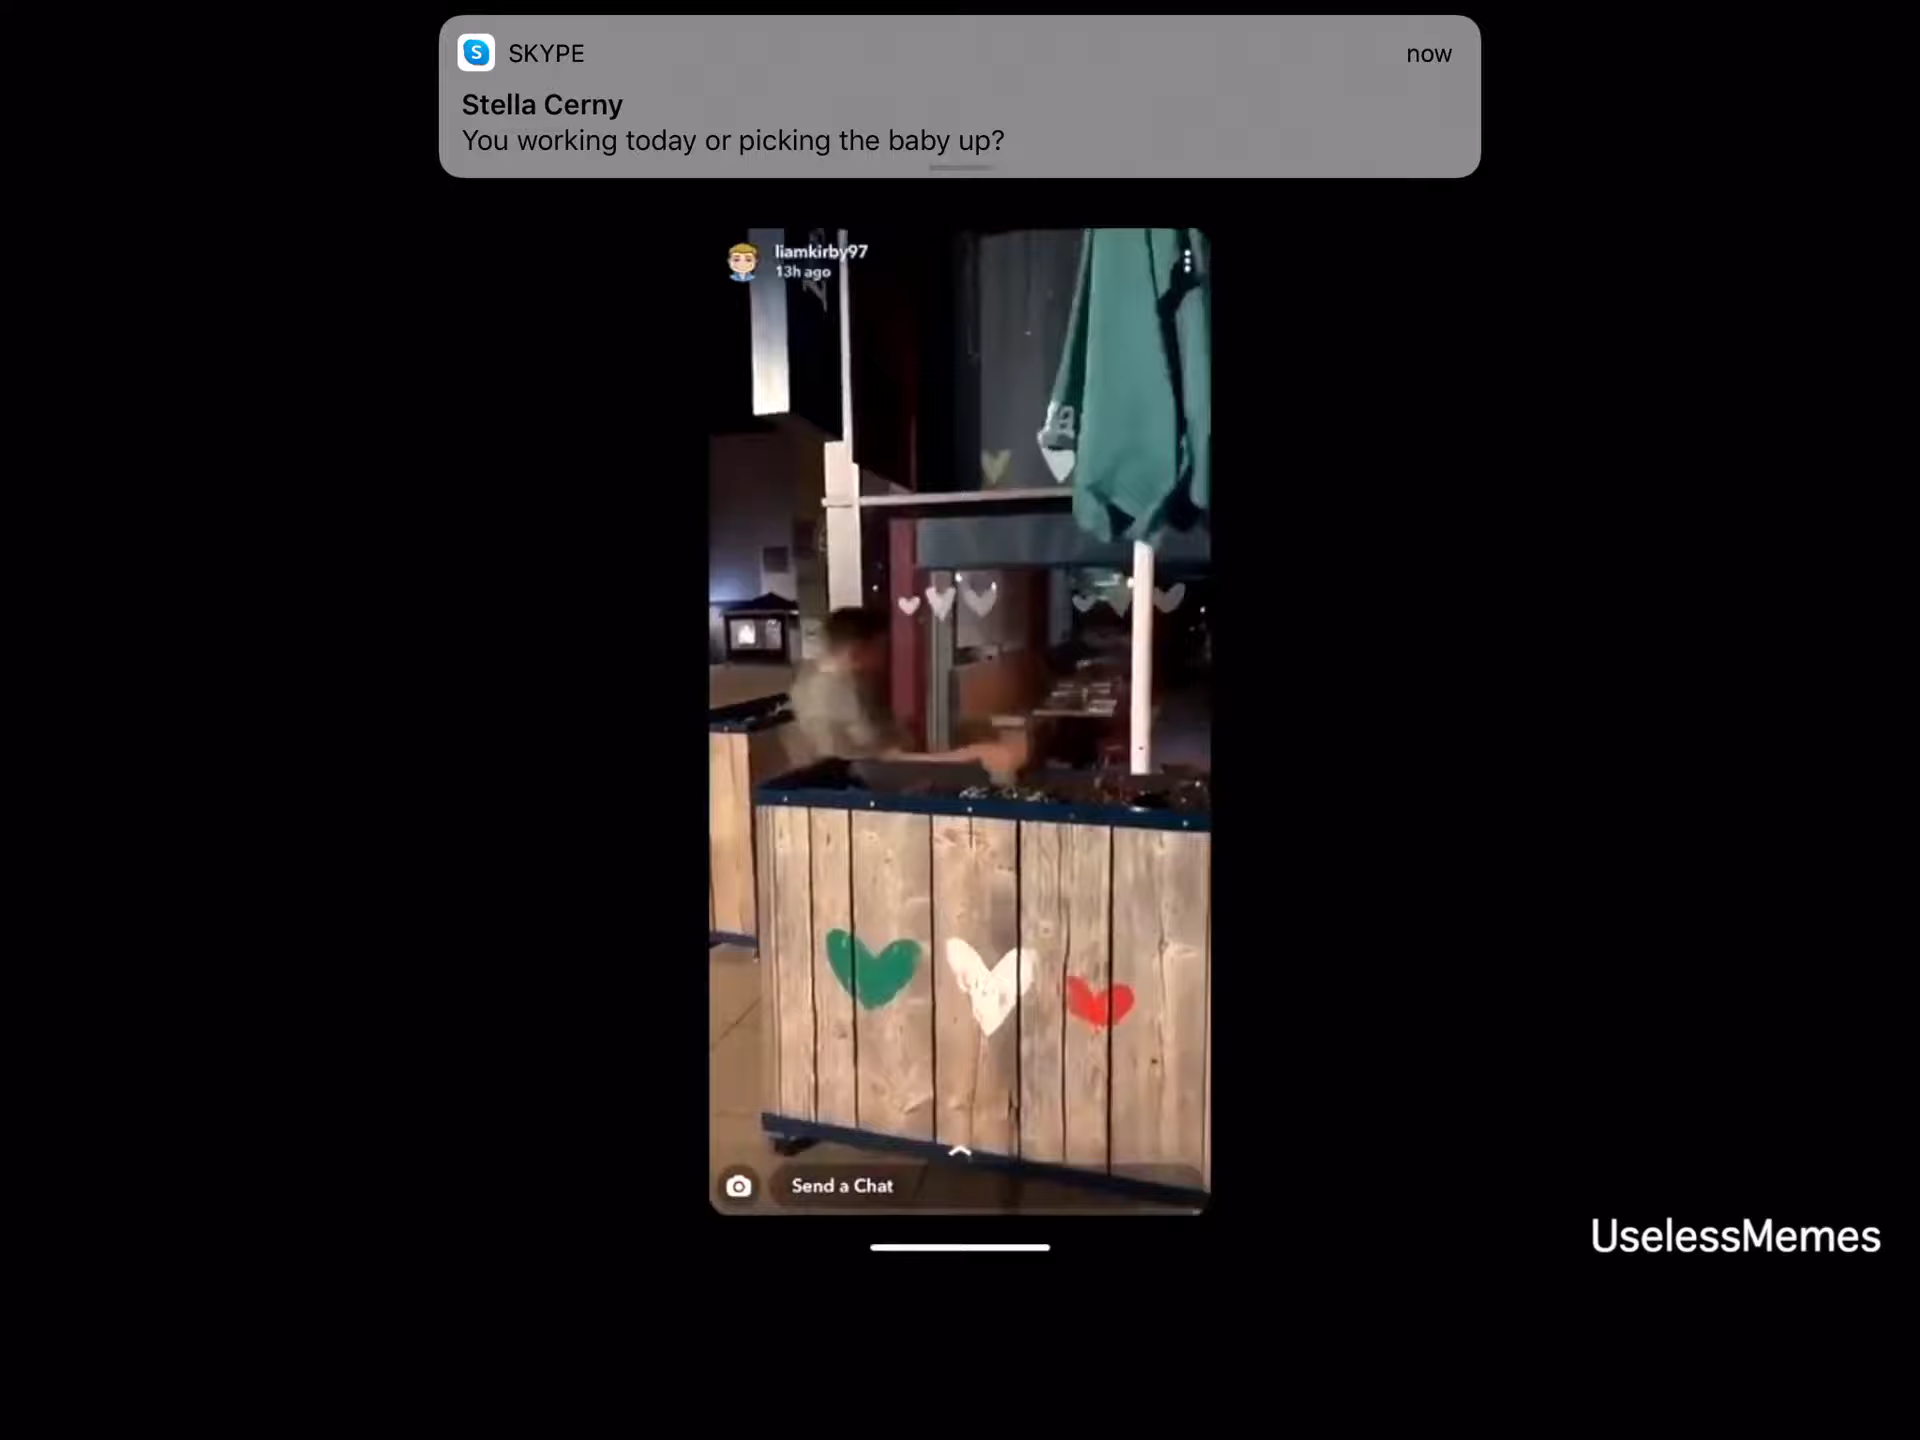 SKYPE
now
Stella Cerny
You working today or picking the baby up?
liamkirby97
13h ago
Send a Chat
UselessMemes